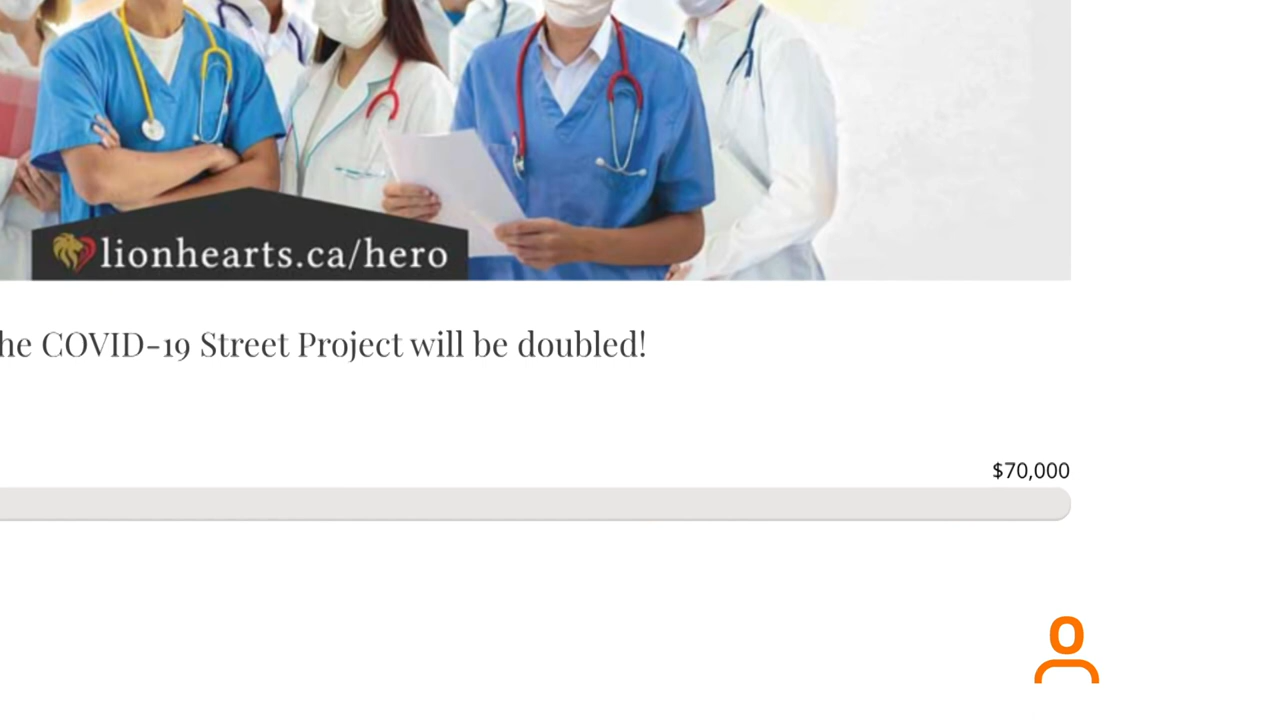 lionhearts.ca/hero
he COVID-19 Street Project will be doubled!
$70,000